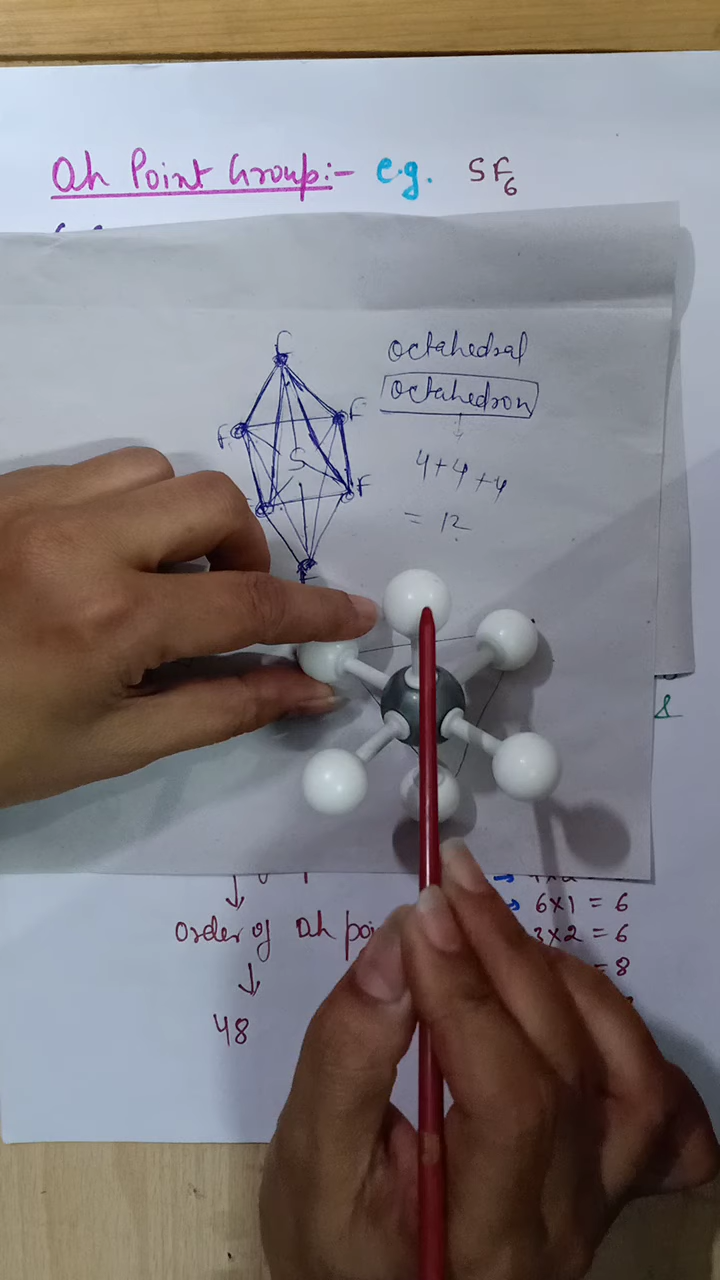 Oh Point Group:- e.g. SF6
F
octahedral
octahedron
F
F
S
F
4+4+4
= 12
&
→ 6×1 = 6
Order of Oh
3×2 = 6
= 8
48